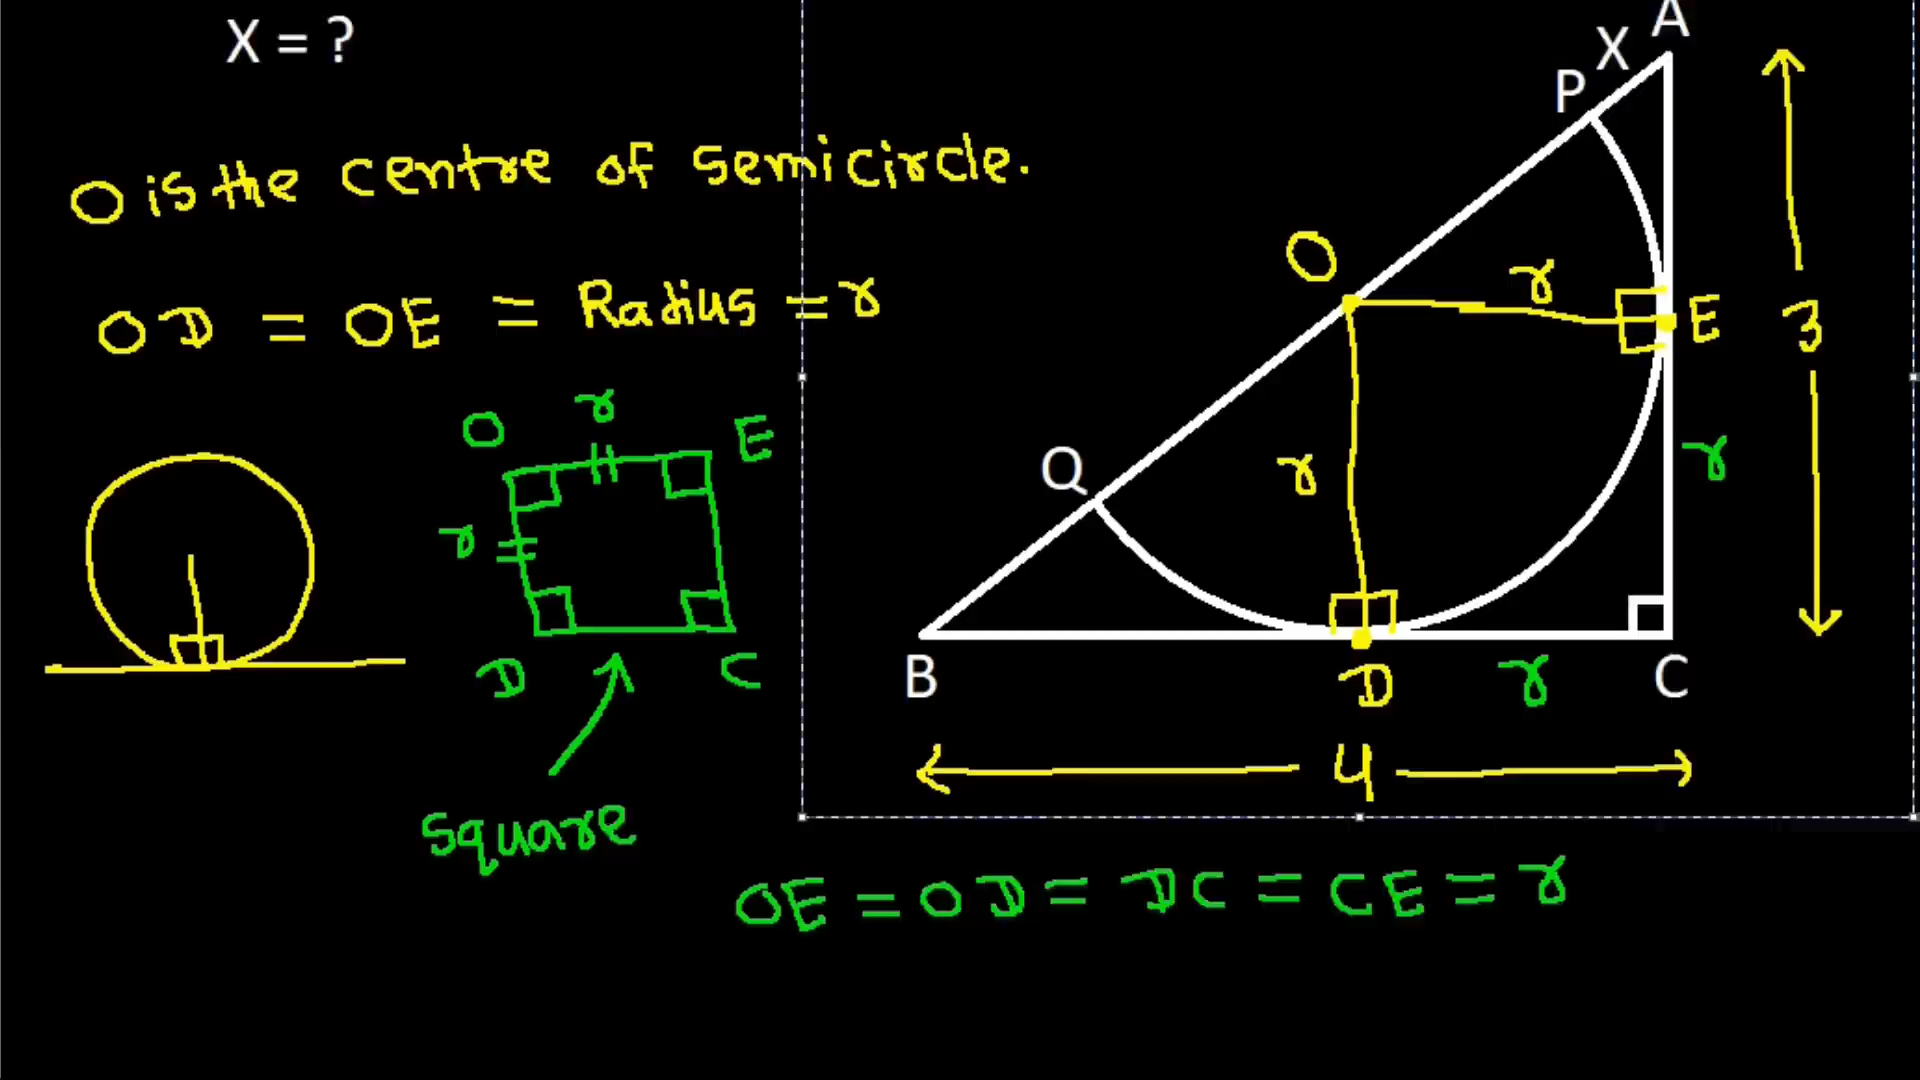 X = ?
O is the centre of semicircle.
OD = OE = Radius = r
O r E
r
D C
square
A
X
P
O
r
E
3
Q
r
r
B
D
r
C
4
OE = OD = DC = CE = r